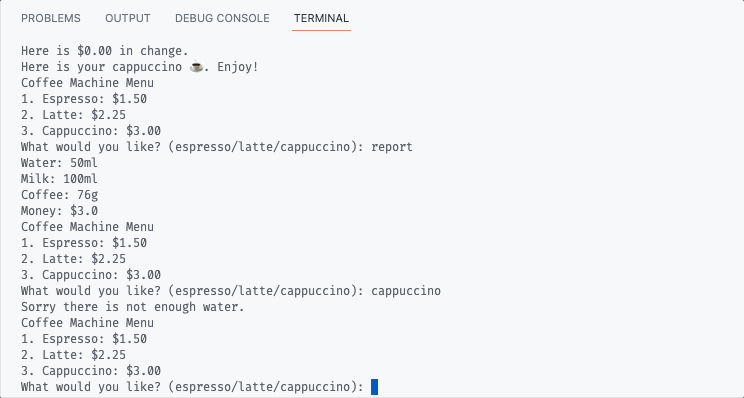 PROBLEMS OUTPUT DEBUG CONSOLE TERMINAL
Here is $0.00 in change.
Here is your cappuccino ☕. Enjoy!
Coffee Machine Menu
1. Espresso: $1.50
2. Latte: $2.25
3. Cappuccino: $3.00
What would you like? (espresso/latte/cappuccino): report
Water: 50ml
Milk: 100ml
Coffee: 76g
Money: $3.0
Coffee Machine Menu
1. Espresso: $1.50
2. Latte: $2.25
3. Cappuccino: $3.00
What would you like? (espresso/latte/cappuccino): cappuccino
Sorry there is not enough water.
Coffee Machine Menu
1. Espresso: $1.50
2. Latte: $2.25
3. Cappuccino: $3.00
What would you like? (espresso/latte/cappuccino):